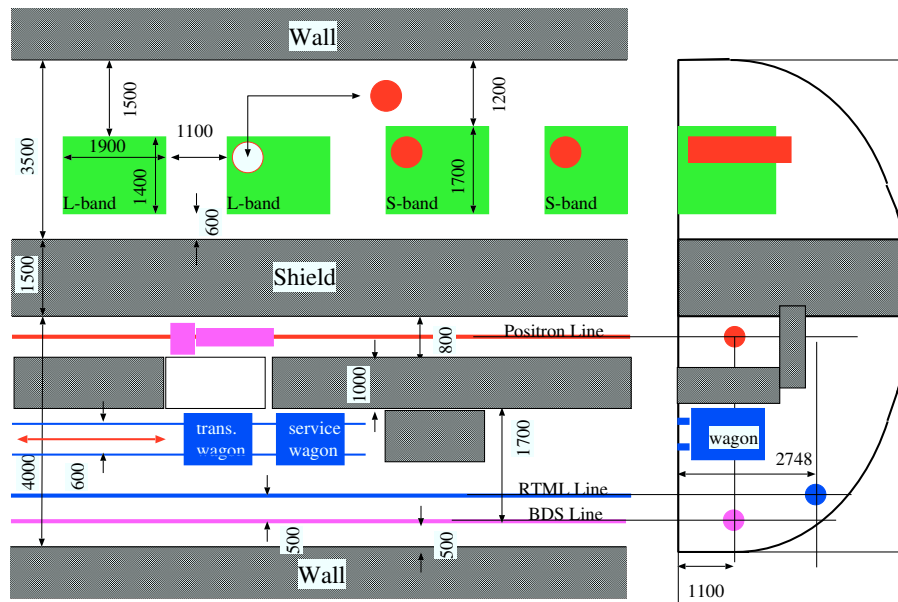 Wall
1500
1200
3500
1900
1100
1400
1700
L-band
L-band
S-band
S-band
600
1500
Shield
Positron Line
800
1000
trans.
wagon
service
wagon
wagon
1700
4000
600
2748
RTML Line
BDS Line
500
500
Wall
1100